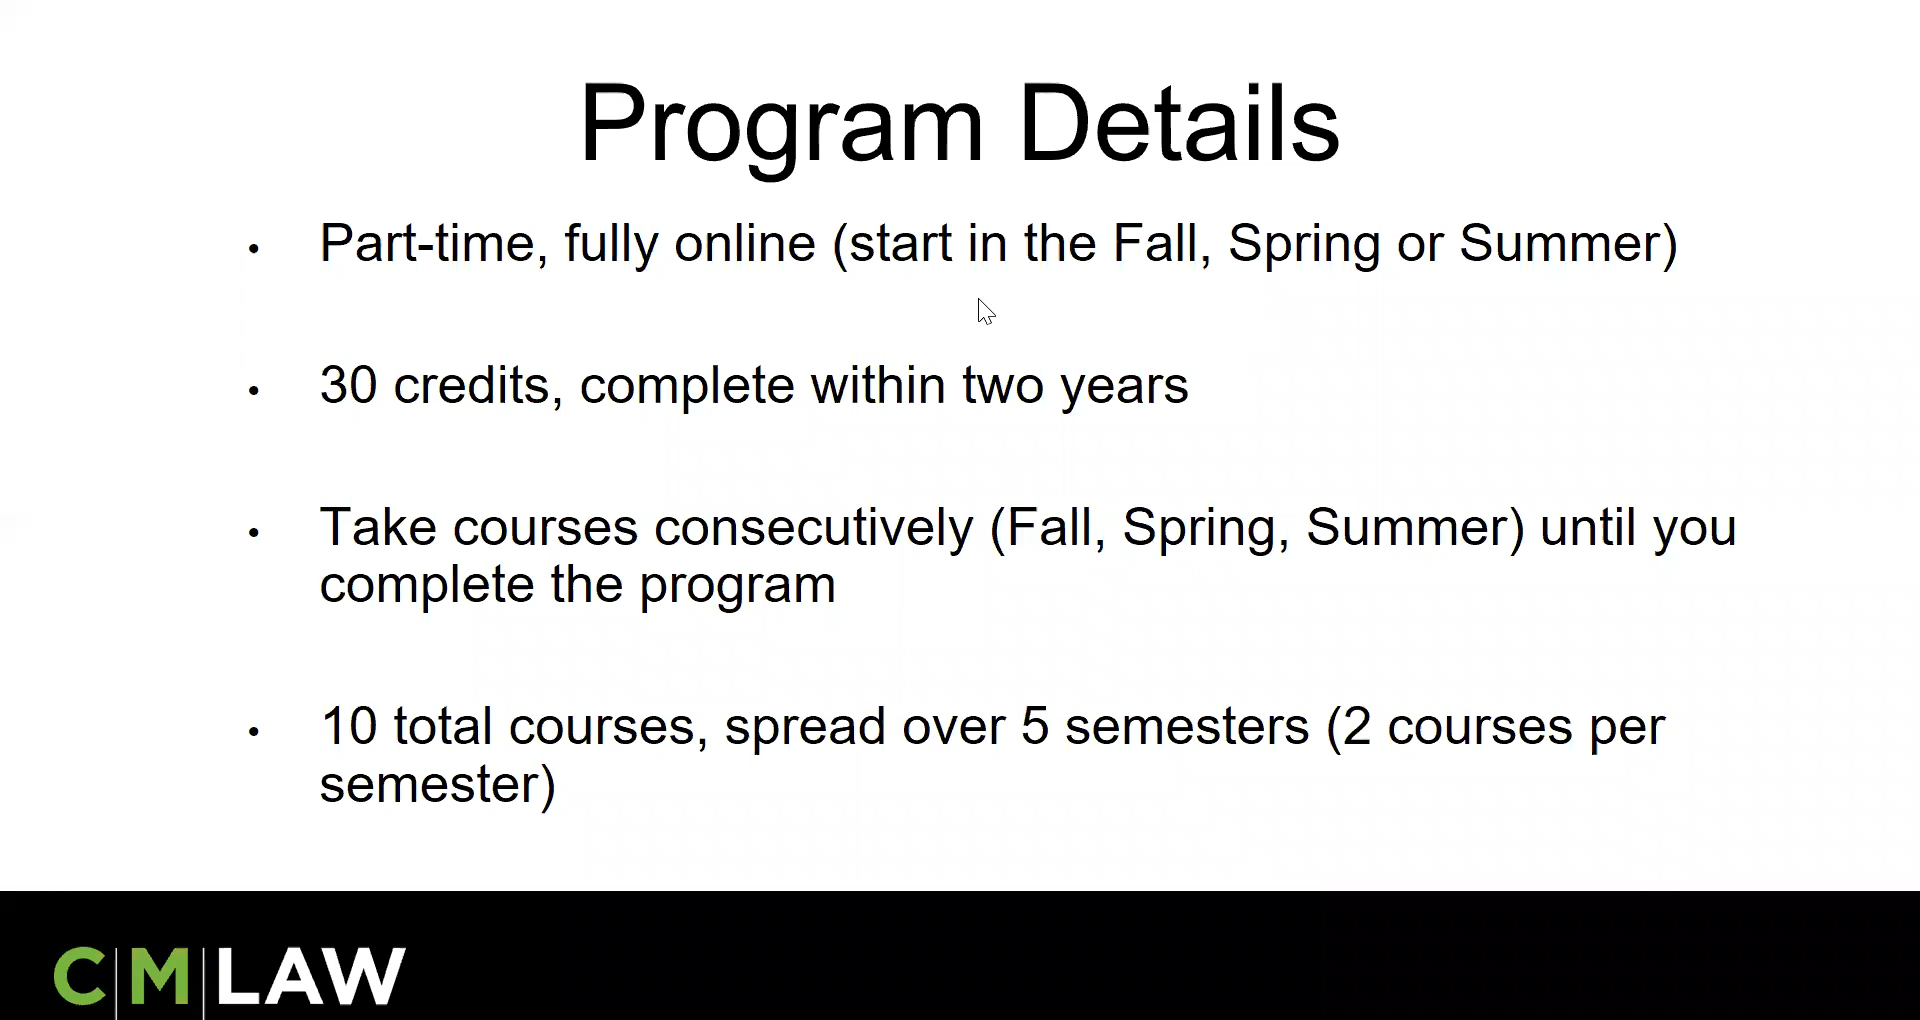 Program Details
• Part-time, fully online (start in the Fall, Spring or Summer)
• 30 credits, complete within two years
• Take courses consecutively (Fall, Spring, Summer) until you
complete the program
• 10 total courses, spread over 5 semesters (2 courses per
semester)
C|M|LAW